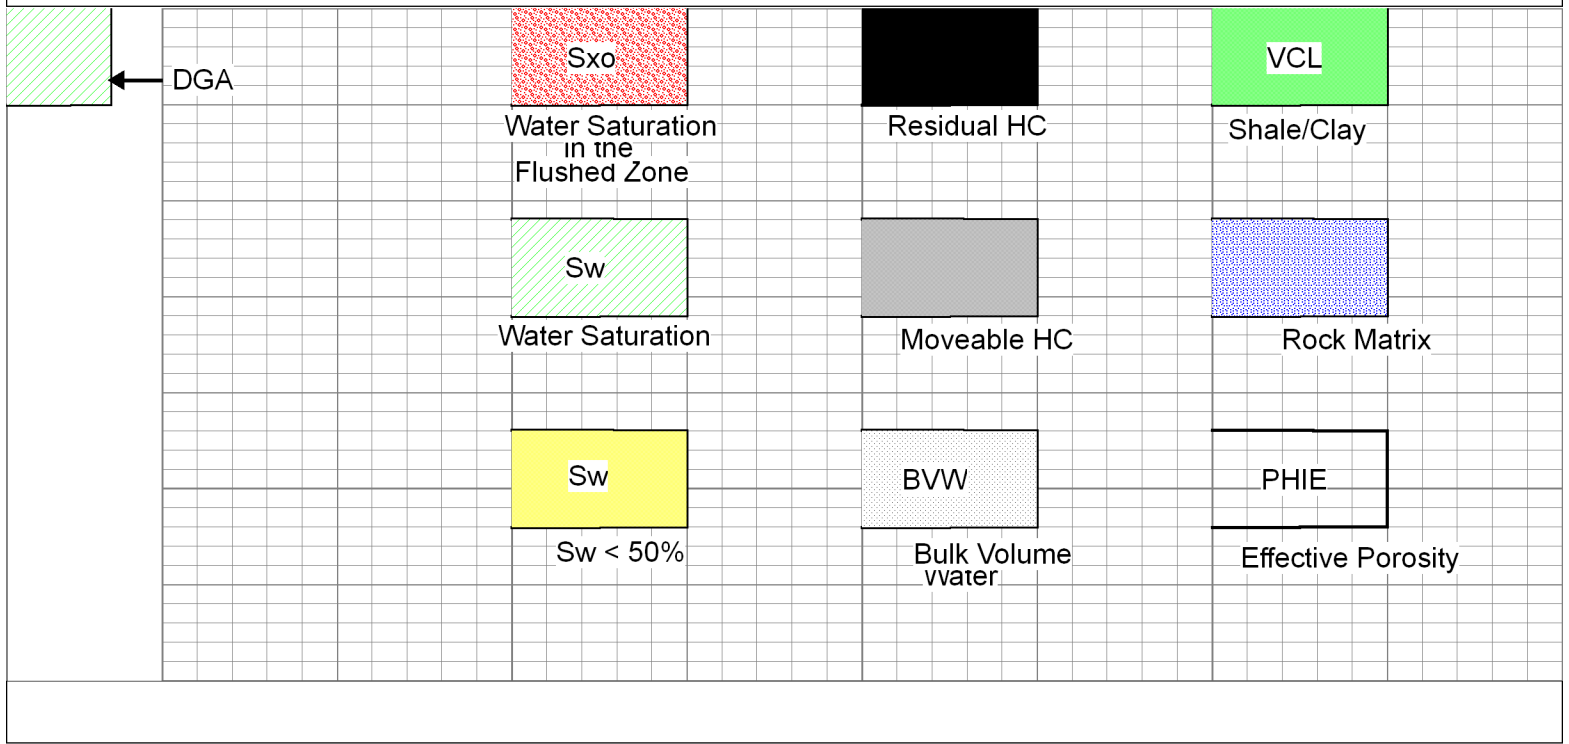 DGA
Sxo
Water Saturation
in the
Flushed Zone
Residual HC
VCL
Shale/Clay
Sw
Water Saturation
Moveable HC
Rock Matrix
Sw
Sw < 50%
BVW
Bulk Volume
Water
PHIE
Effective Porosity